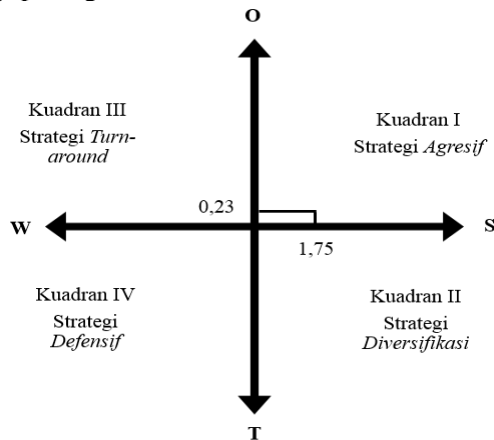 O
Kuadran III
Strategi Turn-
around
Kuadran I
Strategi Agresif
0,23
W
S
1,75
Kuadran IV
Strategi
Defensif
Kuadran II
Strategi
Diversifikasi
T